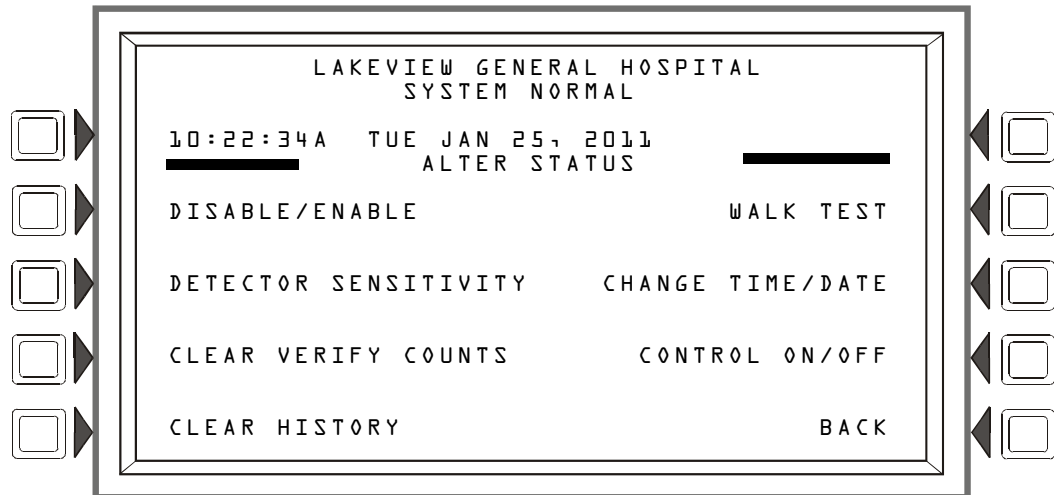 LAKEVIEW GENERAL HOSPITAL
SYSTEM NORMAL
10:22:34A TUE JAN 25, 2011
ALTER STATUS
DISABLE/ENABLE WALK TEST
DETECTOR SENSITIVITY CHANGE TIME/DATE
CLEAR VERIFY COUNTS CONTROL ON/OFF
CLEAR HISTORY BACK